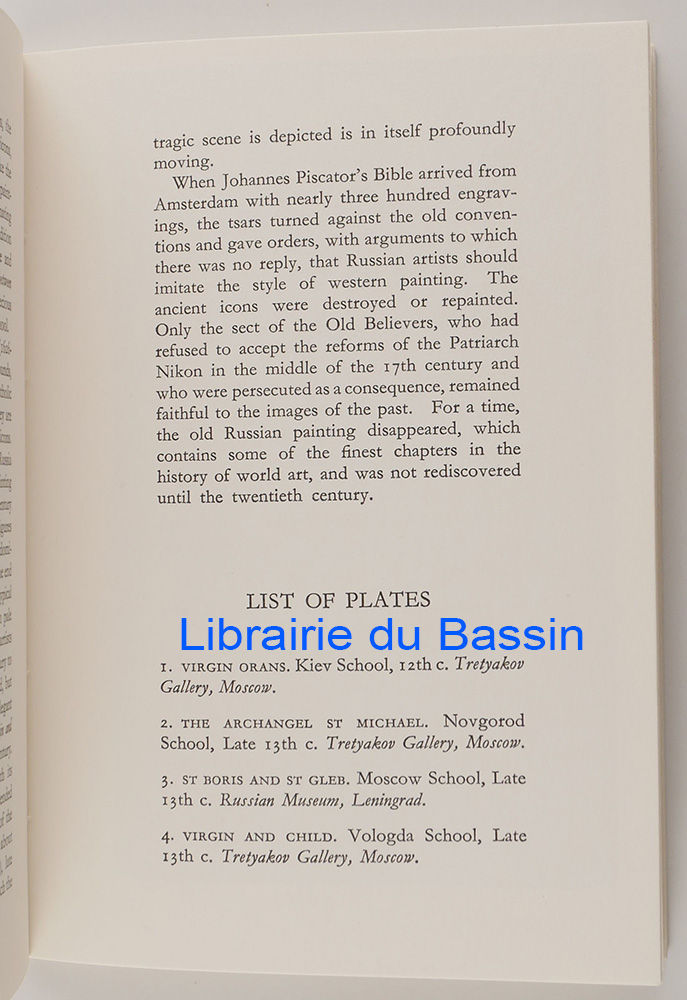 tragic scene is depicted is in itself profoundly
moving.
When Johannes Piscator's Bible arrived from
Amsterdam with nearly three hundred engrav-
ings, the tsars turned against the old conven-
tions and gave orders, with arguments to which
there was no reply, that Russian artists should
imitate the style of western painting. The
ancient icons were destroyed or repainted.
Only the sect of the Old Believers, who had
refused to accept the reforms of the Patriarch
Nikon in the middle of the 17th century and
who were persecuted as a consequence, remained
faithful to the images of the past. For a time,
the old Russian painting disappeared, which
contains some of the finest chapters in the
history of world art, and was not rediscovered
until the twentieth century.
LIST OF PLATES
Librairie du Bassin
1. VIRGIN ORANS. Kiev School, 12th c. Tretyakov
Gallery, Moscow.
2. THE ARCHANGEL ST MICHAEL. Novgorod
School, Late 13th c. Tretyakov Gallery, Moscow.
3. ST BORIS AND ST GLEB. Moscow School, Late
13th c. Russian Museum, Leningrad.
4. VIRGIN AND CHILD. Vologda School, Late
13th c. Tretyakov Gallery, Moscow.